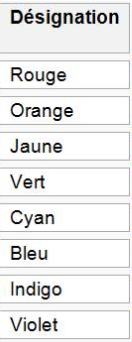 Désignation
Rouge
Orange
Jaune
Vert
Cyan
Bleu
Indigo
Violet